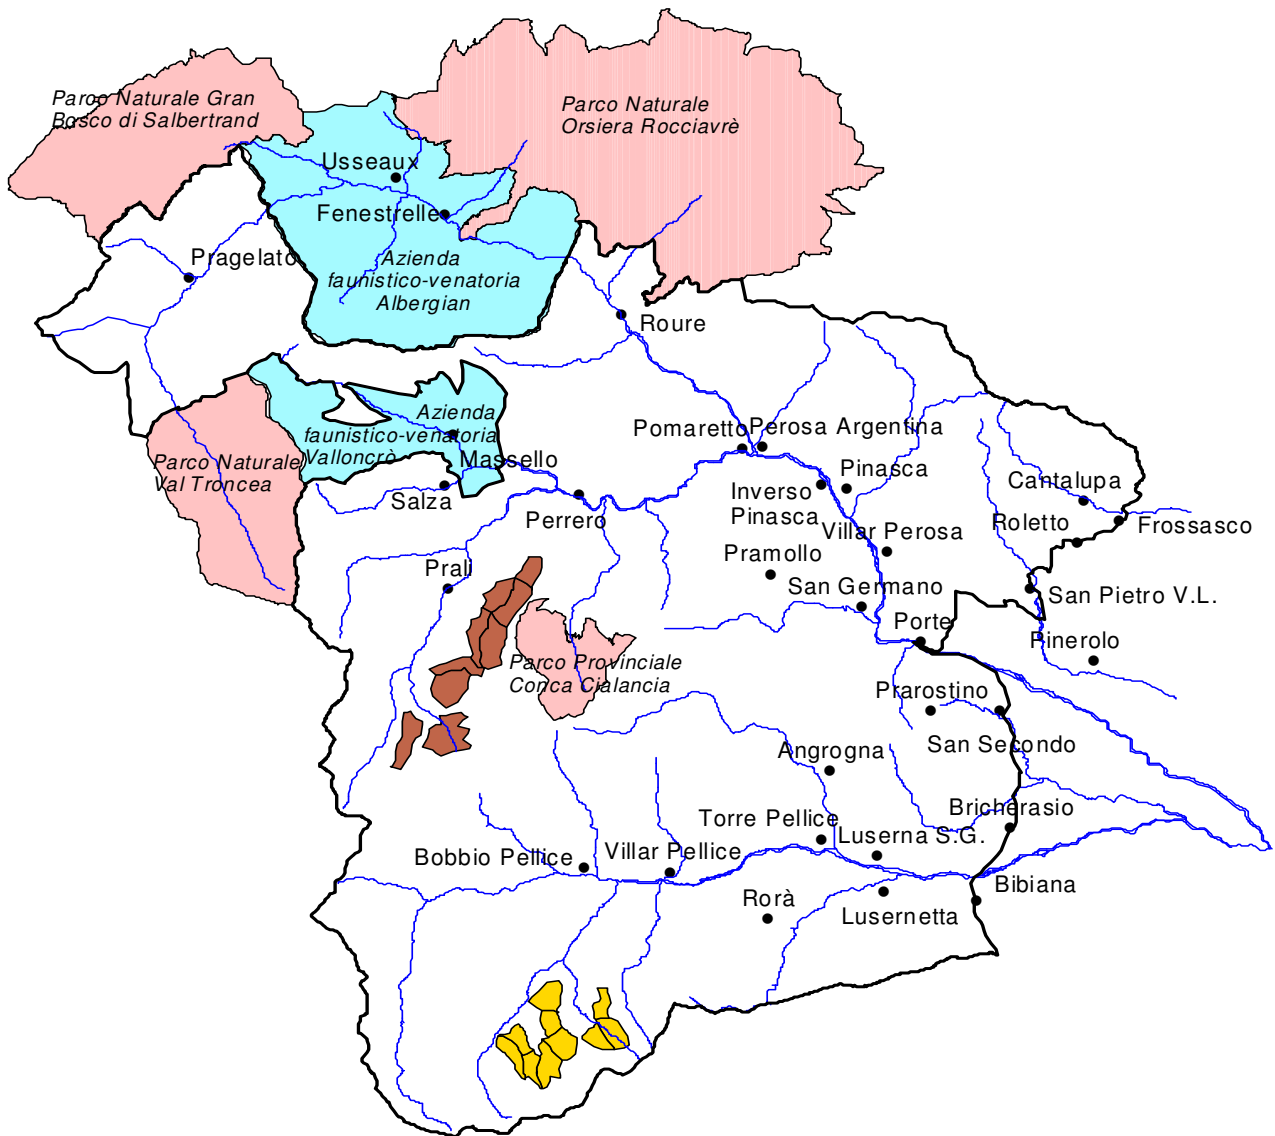 Parco Naturale Gran
Bosco di Salbertrand
Parco Naturale
Orsiera Rocciavrè
Usseaux
Fenestrelle
Pragelato
Azienda
faunistico-venatoria
Albergian
Roure
Azienda
faunistico-venatoria
Valloncrò
Massello
Parco Naturale
Val Troncea
Salza
Perrero
Pomaretto
Perosa Argentina
Pinasca
Inverso
Pinasca
Cantalupa
Roletto
Frossasco
Villar Perosa
Pramollo
Prali
San Germano
San Pietro V.L.
Porte
Pinerolo
Parco Provinciale
Conca Cialancia
Prarostino
San Secondo
Angrogna
Bricherasio
Torre Pellice
Luserna S.G.
Bobbio Pellice
Villar Pellice
Rorà
Bibiana
Lusernetta